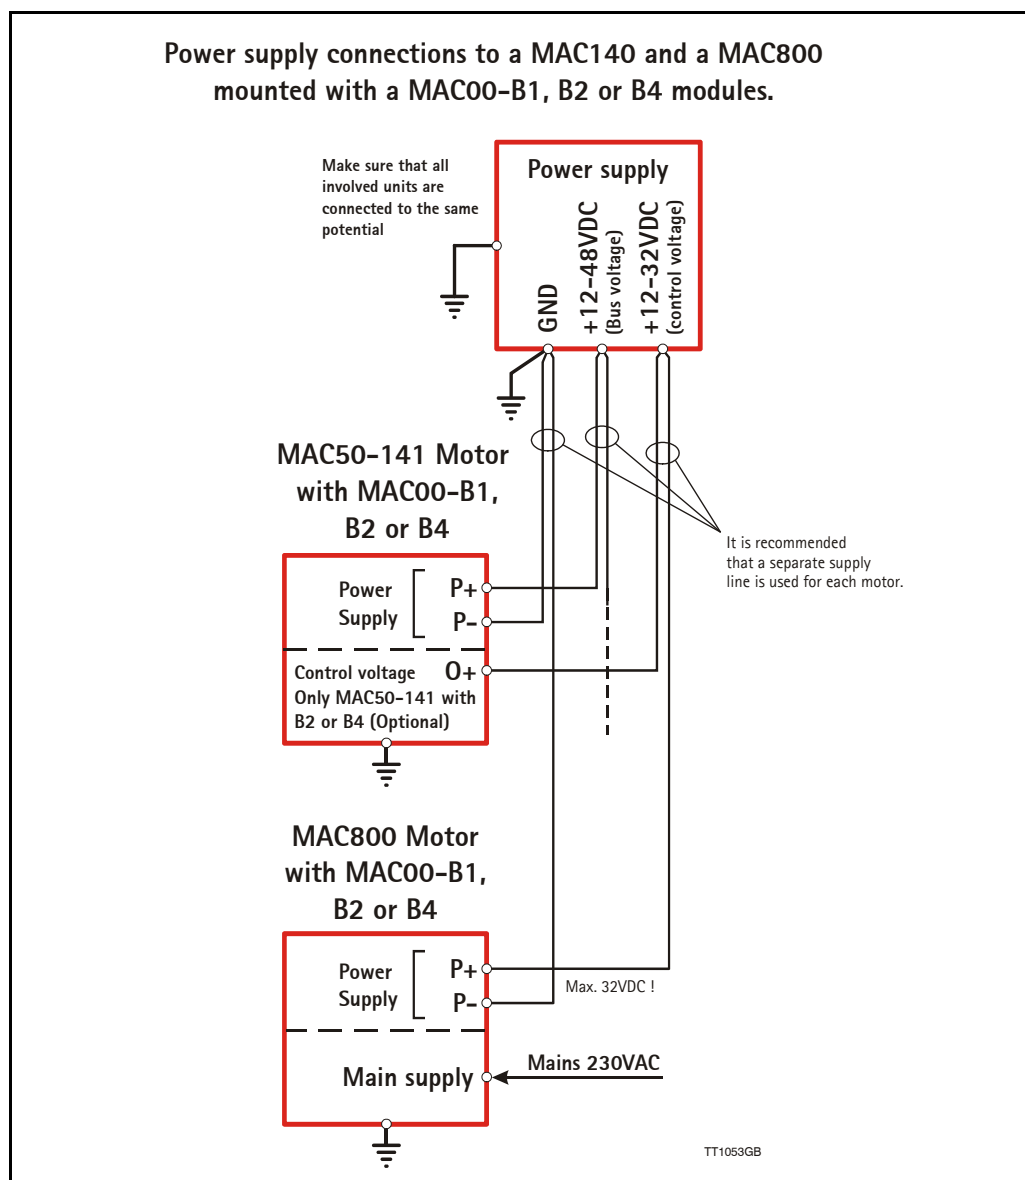 Power supply connections to a MAC140 and a MAC800
mounted with a MAC00-B1, B2 or B4 modules.
Make sure that all
involved units are
connected to the same
potential
Power supply
GND
+12-48VDC
(Bus voltage)
+12-32VDC
(control voltage)
MAC50-141 Motor
with MAC00-B1,
B2 or B4
It is recommended
that a separate supply
line is used for each motor.
Power
Supply
P+
P-
Control voltage O+
Only MAC50-141 with
B2 or B4 (Optional)
MAC800 Motor
with MAC00-B1,
B2 or B4
Power
Supply
P+
P-
Max. 32VDC !
Main supply
Mains 230VAC
TT1053GB